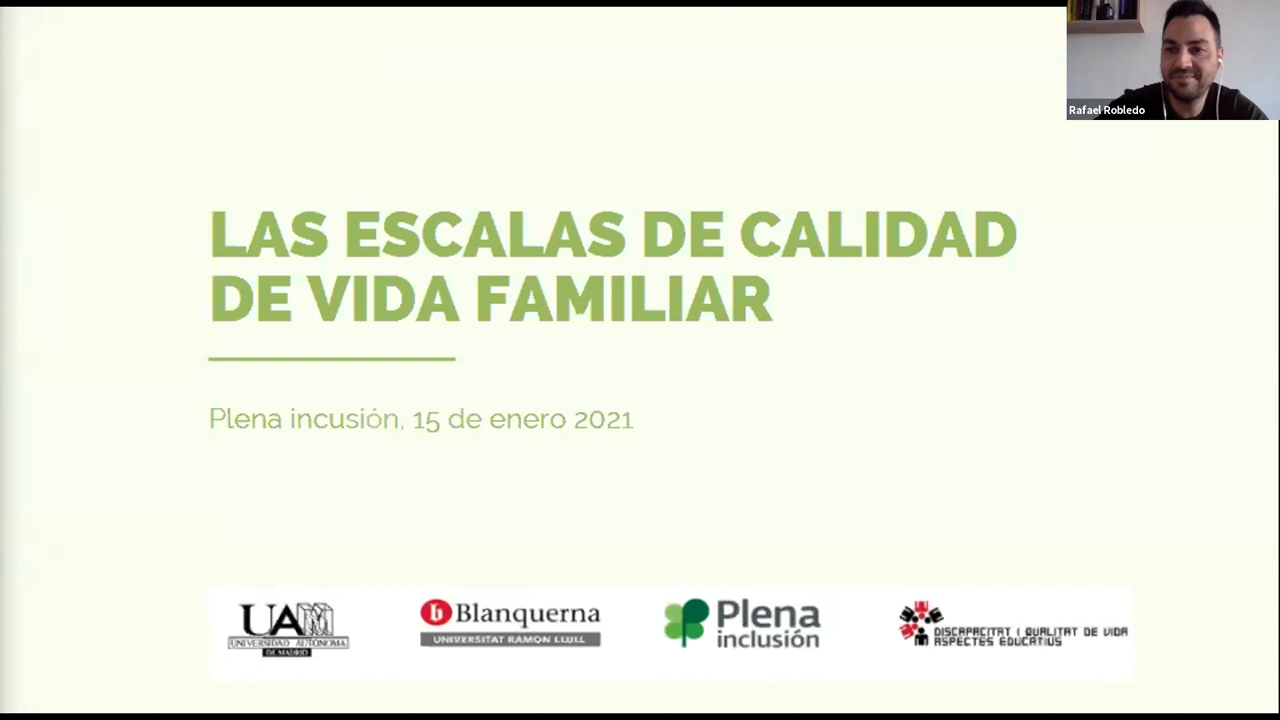 Rafael Robledo
LAS ESCALAS DE CALIDAD
DE VIDA FAMILIAR
Plena incusión, 15 de enero 2021
UAM
UNIVERSIDAD AUTONOMA
DE MADRID
b Blanquerna
UNIVERSITAT RAMON LLULL
Plena
inclusión
DISCAPACITAT I QUALITAT DE VIDA
ASPECTES EDUCATIUS